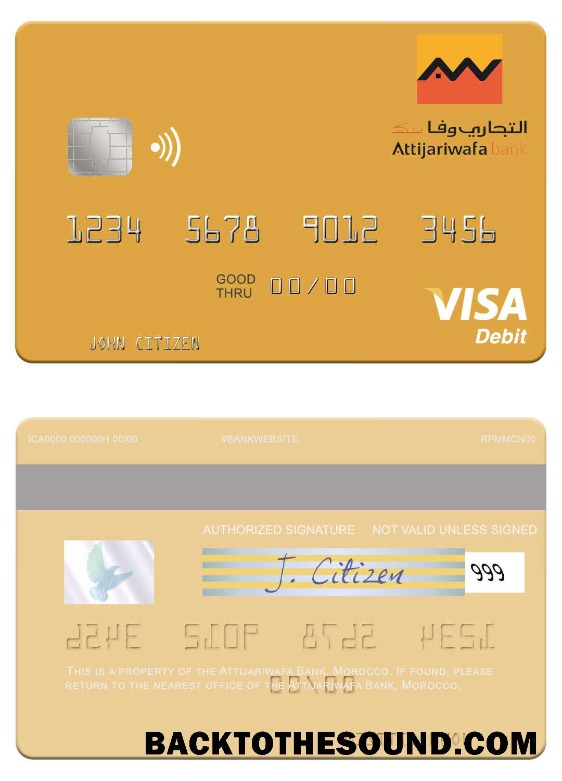 التجاري وفا بنك
Attijariwafa bank
1234 5678 9012 3456
GOOD
THRU 00/00
VISA
Debit
JOHN CITIZEN
ICA0000 000000H 00/00 #BANKWEBSITE RPMMCN00
AUTHORIZED SIGNATURE NOT VALID UNLESS SIGNED
J. Citizen 999
THIS IS A PROPERTY OF THE ATTIJARIWAFA BANK, MOROCCO. IF FOUND, PLEASE
RETURN TO THE NEAREST OFFICE OF THE ATTIJARIWAFA BANK, MOROCCO.
BACKTOTHESOUND.COM